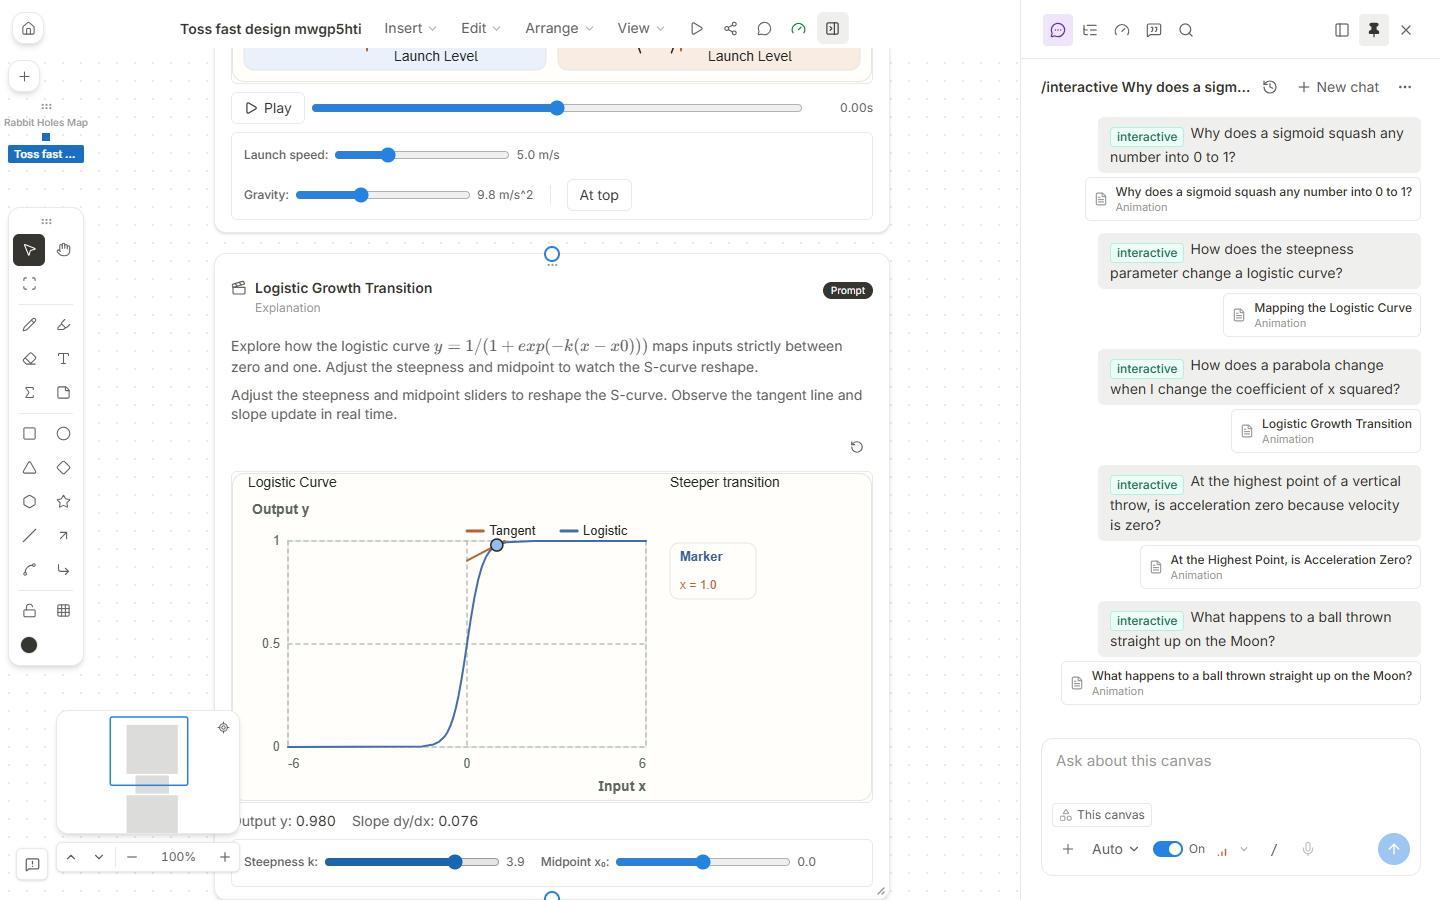 Toss fast design mwgp5hti
Insert
Edit
Arrange
View
Rabbit Holes Map
Toss fast ...
Launch Level
Launch Level
Play
0.00s
Launch speed:
5.0 m/s
Gravity:
9.8 m/s^2
At top
Logistic Growth Transition
Explanation
Prompt
Explore how the logistic curve y = 1/(1 + exp(−k(x − x0))) maps inputs strictly between
zero and one. Adjust the steepness and midpoint to watch the S-curve reshape.
Adjust the steepness and midpoint sliders to reshape the S-curve. Observe the tangent line and
slope update in real time.
Logistic Curve
Steeper transition
Output y
Tangent
Logistic
1
0.5
0
-6
0
6
Input x
Marker
x = 1.0
utput y: 0.980
Slope dy/dx: 0.076
Steepness k:
3.9
Midpoint x₀:
0.0
100%
/interactive Why does a sigm...
New chat
interactive Why does a sigmoid squash any
number into 0 to 1?
Why does a sigmoid squash any number into 0 to 1?
Animation
interactive How does the steepness
parameter change a logistic curve?
Mapping the Logistic Curve
Animation
interactive How does a parabola change
when I change the coefficient of x squared?
Logistic Growth Transition
Animation
interactive At the highest point of a vertical
throw, is acceleration zero because velocity
is zero?
At the Highest Point, is Acceleration Zero?
Animation
interactive What happens to a ball thrown
straight up on the Moon?
What happens to a ball thrown straight up on the Moon?
Animation
Ask about this canvas
This canvas
Auto
On
/